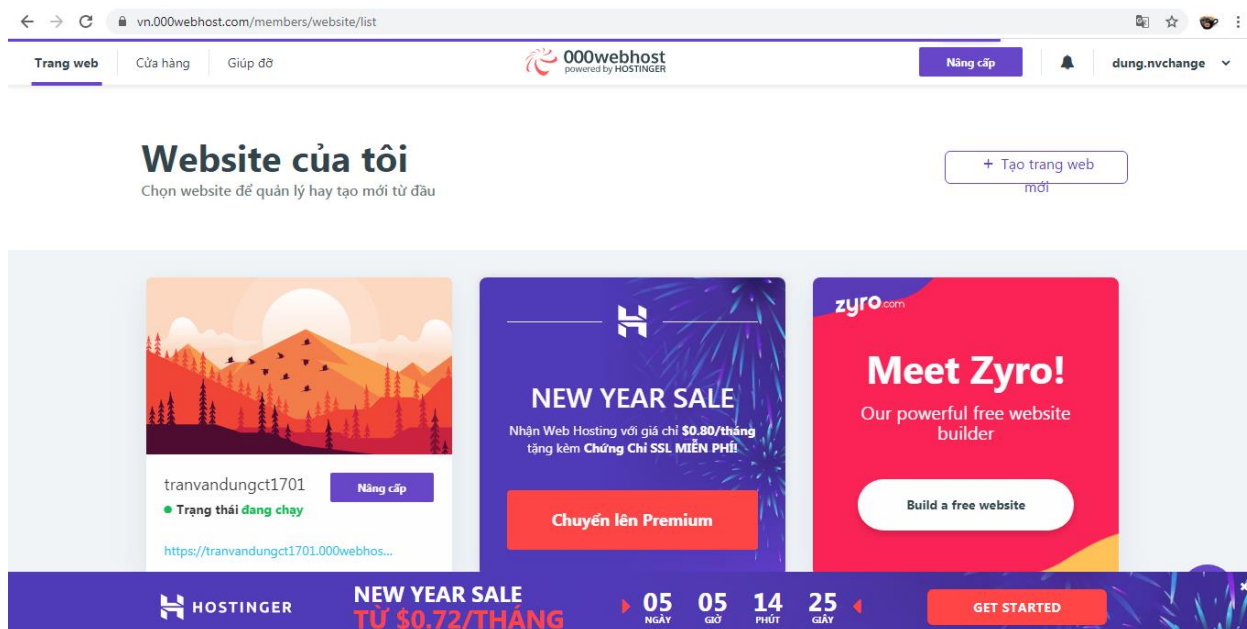 vn.000webhost.com/members/website/list
Trang web
Cửa hàng
Giúp đỡ
000webhost
powered by HOSTINGER
Nâng cấp
dung.nvchange
Website của tôi
Chọn website để quản lý hay tạo mới từ đầu
+ Tạo trang web
mới
tranvandungct1701
Nâng cấp
Trạng thái đang chạy
https://tranvandungct1701.000webhos...
NEW YEAR SALE
Nhận Web Hosting với giá chỉ $0.80/tháng
tặng kèm Chứng Chỉ SSL MIỄN PHÍ!
Chuyển lên Premium
zyro.com
Meet Zyro!
Our powerful free website
builder
Build a free website
HOSTINGER
NEW YEAR SALE
TỪ $0.72/THÁNG
05 05 14 25
NGÀY GIỜ PHÚT GIÂY
GET STARTED